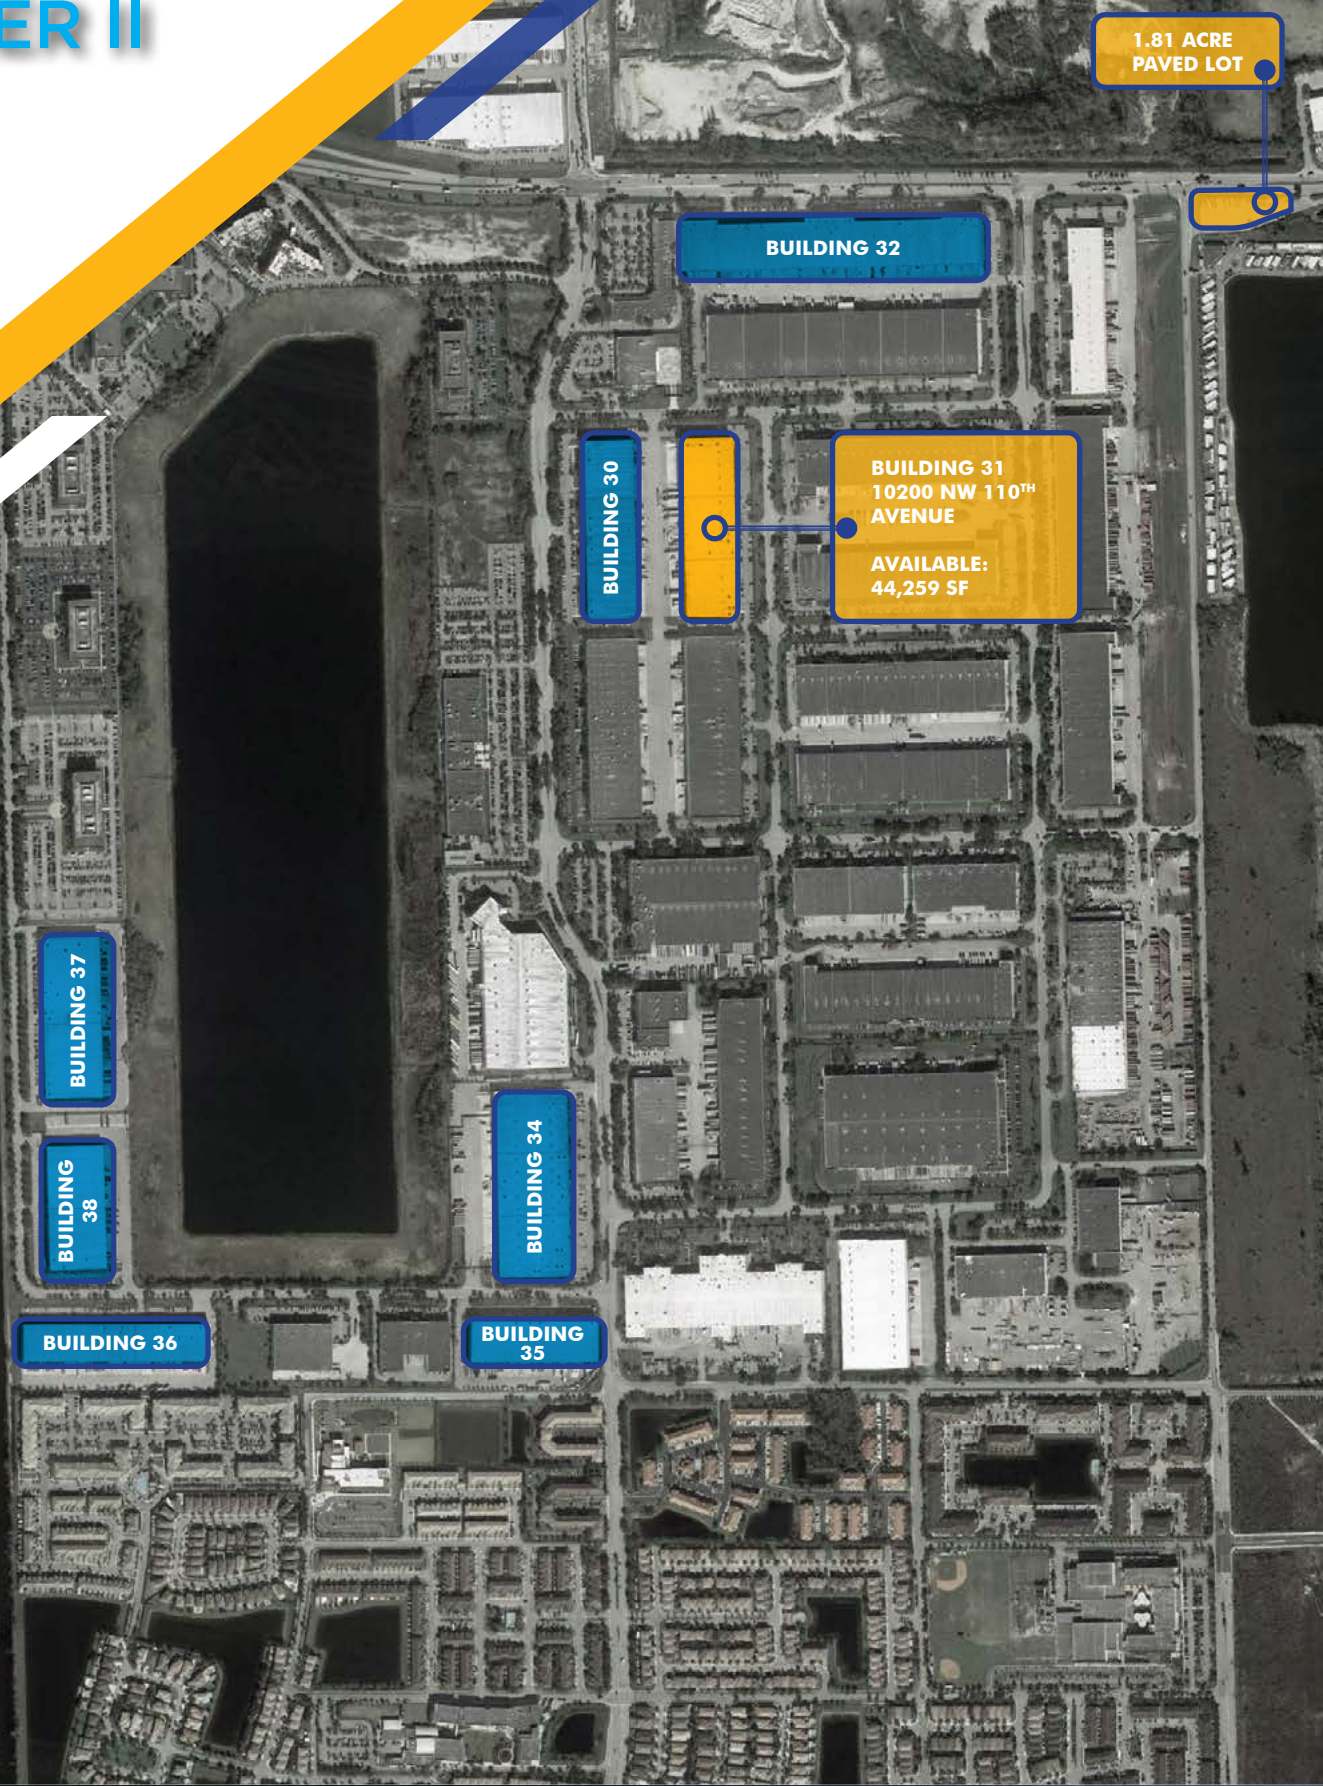 ER II
1.81 ACRE
PAVED LOT
BUILDING 32
BUILDING 30
BUILDING 31
10200 NW 110TH
AVENUE
AVAILABLE:
44,259 SF
BUILDING 37
BUILDING
38
BUILDING 34
BUILDING 36
BUILDING
35